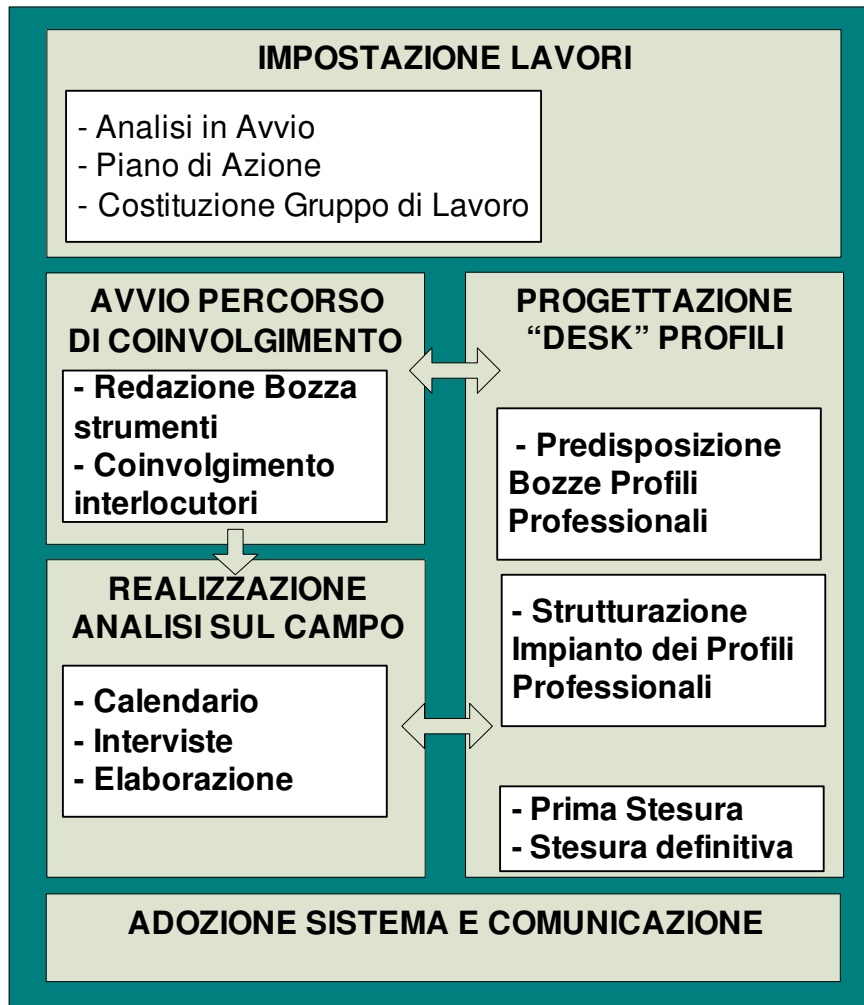 IMPOSTAZIONE LAVORI
- Analisi in Avvio
- Piano di Azione
- Costituzione Gruppo di Lavoro
AVVIO PERCORSO
DI COINVOLGIMENTO
- Redazione Bozza
strumenti
- Coinvolgimento
interlocutori
REALIZZAZIONE
ANALISI SUL CAMPO
- Calendario
- Interviste
- Elaborazione
PROGETTAZIONE
“DESK” PROFILI
- Predisposizione
Bozze Profili
Professionali
- Strutturazione
Impianto dei Profili
Professionali
- Prima Stesura
- Stesura definitiva
ADOZIONE SISTEMA E COMUNICAZIONE